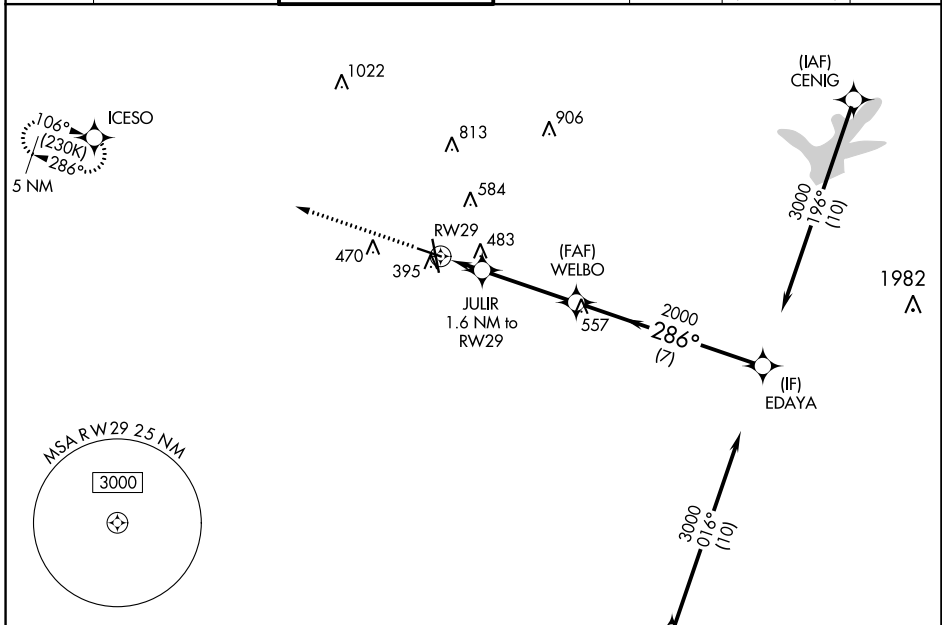 1022
(IAF)
CENIG
ICESO
106°
(230K)
286°
5 NM
813
906
584
3000
196°
(10)
RW29
483
470
395
(FAF)
WELBO
1982
JULIR
1.6 NM to
RW29
557
2000
286°
(7)
(IF)
EDAYA
MSA RW29 25 NM
3000
3000
016°
(10)